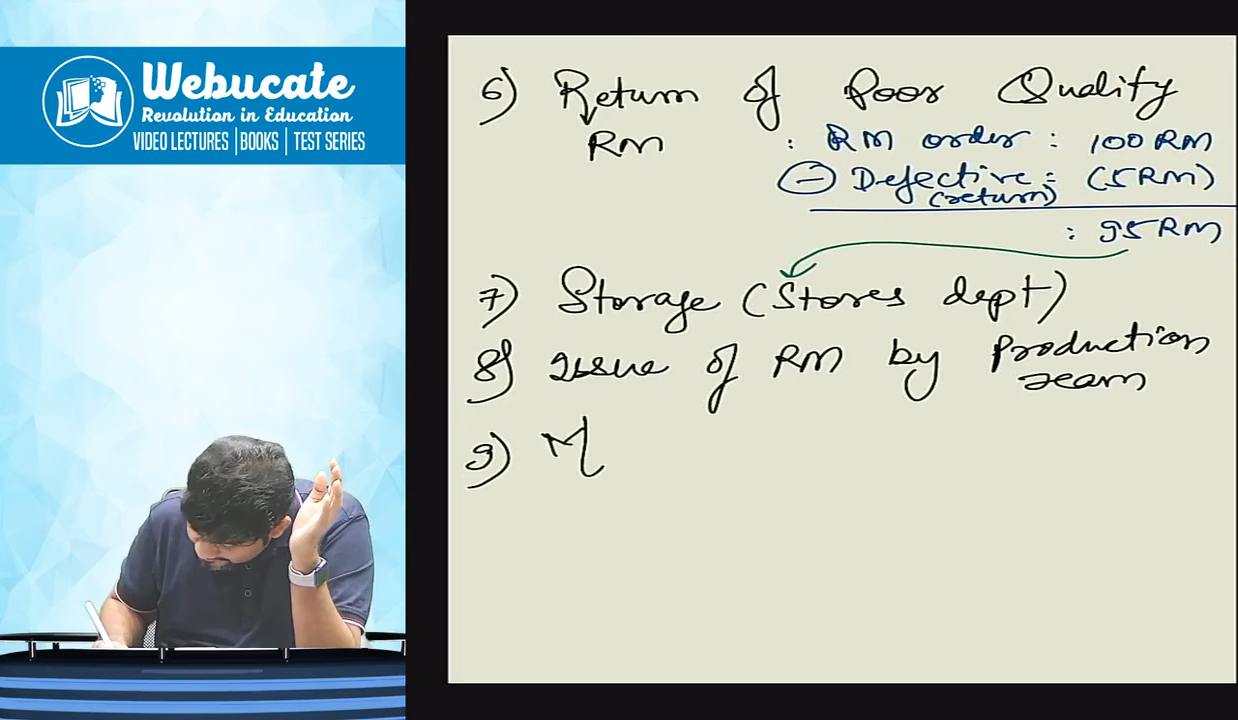 Webucate
Revolution in Education
VIDEO LECTURES | BOOKS | TEST SERIES
6) Return of Poor Quality
RM
: RM order : 100 RM
(-) Defective : (5 RM)
(return)
: 95 RM
7) Storage (Stores dept)
8) Issue of RM by Production
team
9) M